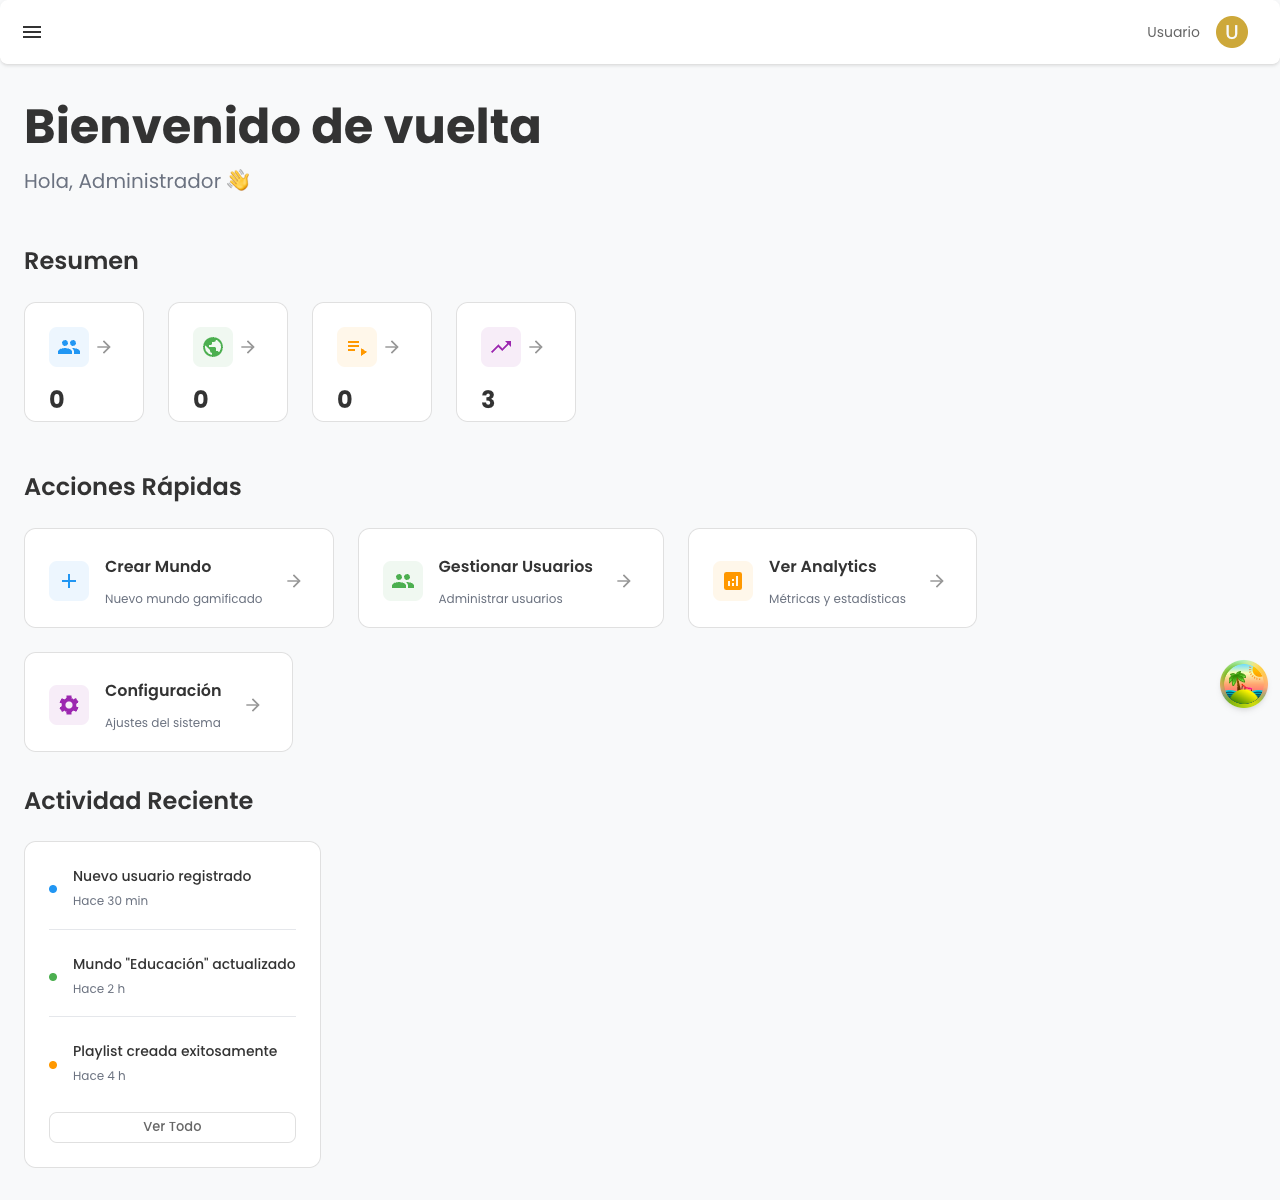 Usuario
U
Bienvenido de vuelta
Hola, Administrador 👋
Resumen
0
0
0
3
Acciones Rápidas
Crear Mundo
Nuevo mundo gamificado
Gestionar Usuarios
Administrar usuarios
Ver Analytics
Métricas y estadísticas
Configuración
Ajustes del sistema
Actividad Reciente
Nuevo usuario registrado
Hace 30 min
Mundo "Educación" actualizado
Hace 2 h
Playlist creada exitosamente
Hace 4 h
Ver Todo